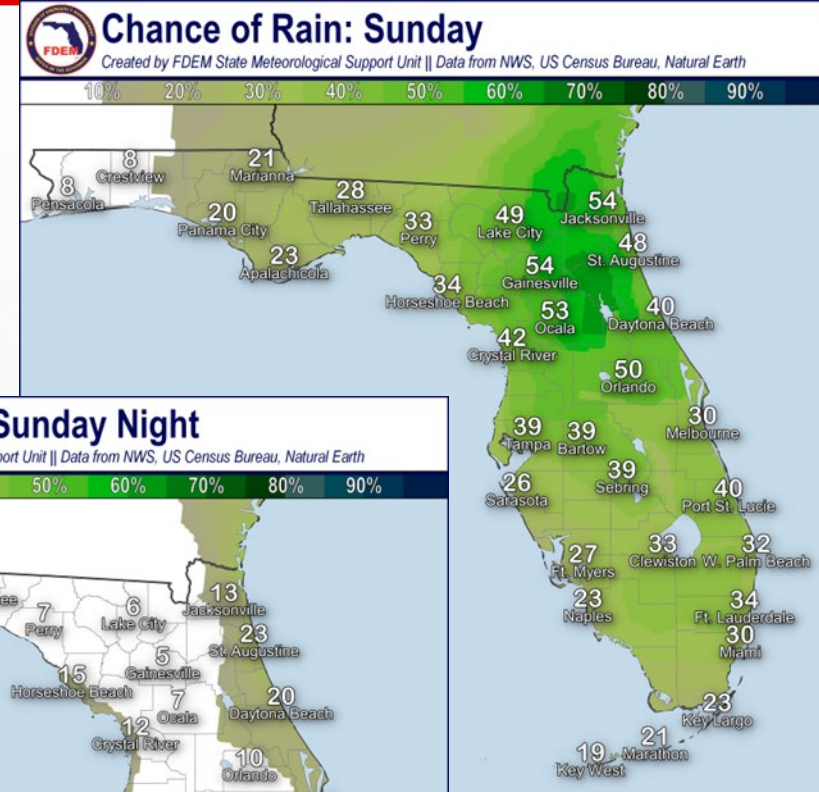 FDEM
Chance of Rain: Sunday
Created by FDEM State Meteorological Support Unit || Data from NWS, US Census Bureau, Natural Earth
10% 20% 30% 40% 50% 60% 70% 80% 90%
8
Pensacola
8
Crestview
21
Marianna
20
Panama City
28
Tallahassee
23
Apalachicola
33
Perry
49
Lake City
54
Jacksonville
48
St. Augustine
34
Horseshoe Beach
54
Gainesville
53
Ocala
40
Daytona Beach
42
Crystal River
50
Orlando
39
Tampa
39
Bartow
30
Melbourne
26
Sarasota
39
Sebring
40
Port St. Lucie
27
Ft. Myers
33
Clewiston
32
W. Palm Beach
23
Naples
34
Ft. Lauderdale
30
Miami
23
Key Largo
21
Marathon
19
Key West
Sunday Night
port Unit || Data from NWS, US Census Bureau, Natural Earth
50% 60% 70% 80% 90%
ee
7
Perry
6
Lake City
13
Jacksonville
23
St. Augustine
15
Horseshoe Beach
5
Gainesville
7
Ocala
20
Daytona Beach
12
Crystal River
10
Orlando